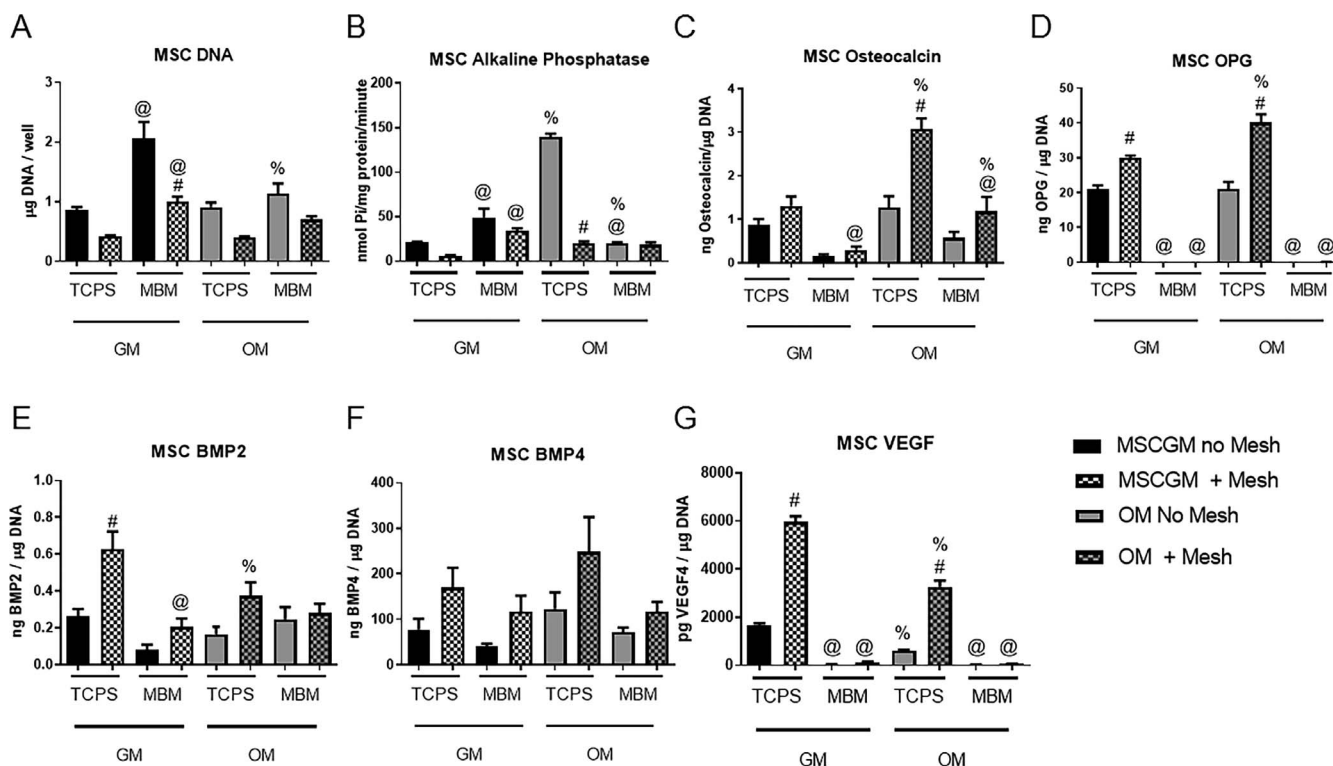 A
MSC DNA
µg DNA / well
3
2
1
0
@
@
#
%
TCPS MBM TCPS MBM
GM OM
B
MSC Alkaline Phosphatase
nmol Pi/mg protein/minute
200
150
100
50
0
@
@
%
#
%
@
TCPS MBM TCPS MBM
GM OM
C
MSC Osteocalcin
ng Osteocalcin/µg DNA
4
3
2
1
0
@
%
#
%
@
TCPS MBM TCPS MBM
GM OM
D
MSC OPG
ng OPG / µg DNA
50
40
30
20
10
0
#
@ @
%
#
@ @
TCPS MBM TCPS MBM
GM OM
E
MSC BMP2
ng BMP2 / µg DNA
1.0
0.8
0.6
0.4
0.2
0.0
#
@
%
TCPS MBM TCPS MBM
GM OM
F
MSC BMP4
ng BMP4 / µg DNA
400
300
200
100
0
TCPS MBM TCPS MBM
GM OM
G
MSC VEGF
pg VEGF4 / µg DNA
8000
6000
4000
2000
0
#
@ @
%
%
#
@ @
TCPS MBM TCPS MBM
GM OM
MSCGM no Mesh
MSCGM + Mesh
OM No Mesh
OM + Mesh